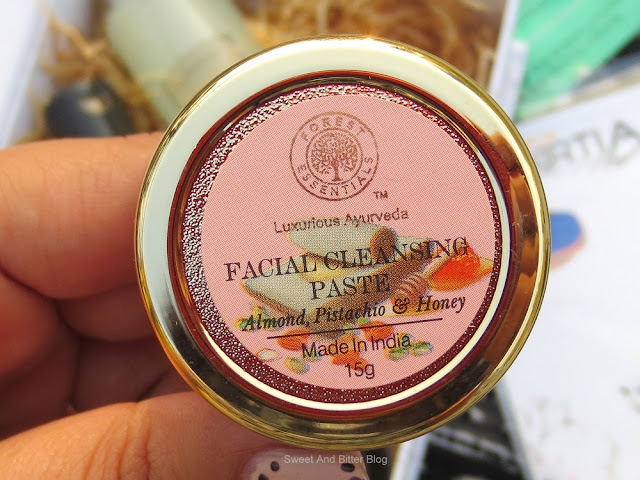 FOREST
ESSENTIALS
TM
Luxurious Ayurveda
FACIAL CLEANSING
PASTE
Almond, Pistachio & Honey
Made In India
15g
Sweet And Bitter Blog